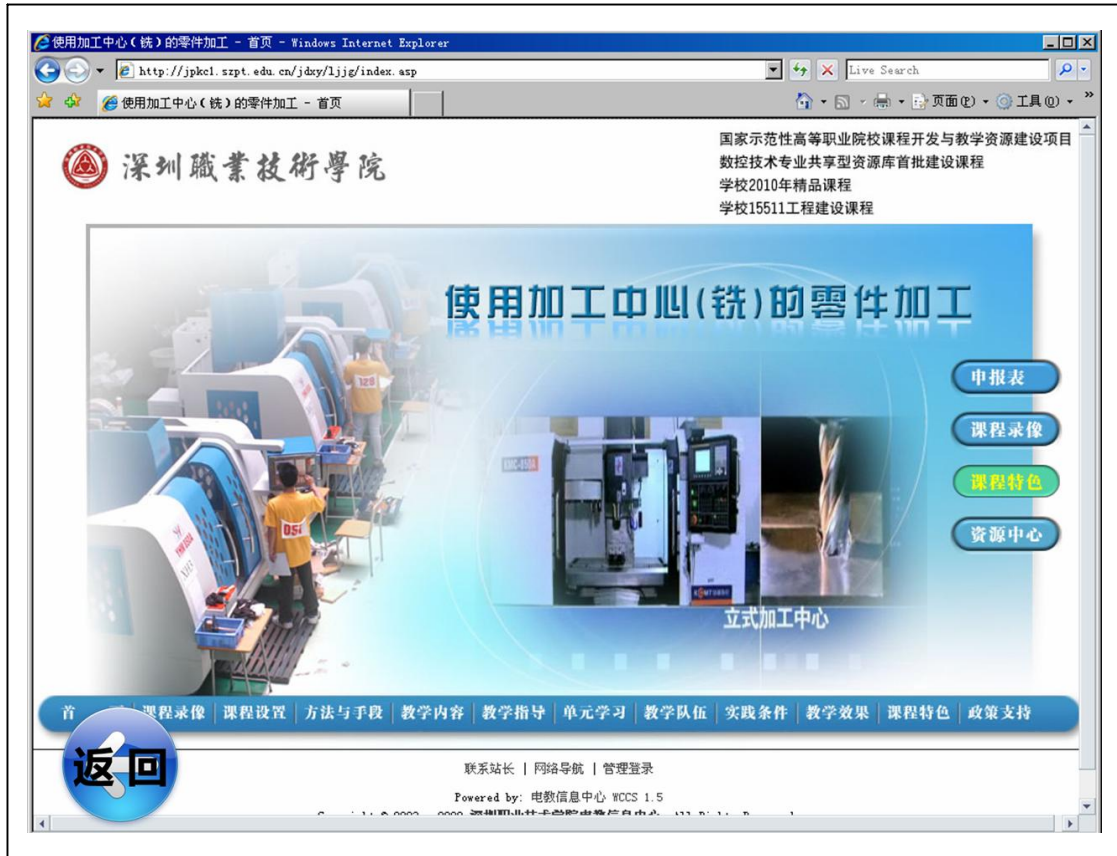 使用加工中心(铣)的零件加工 - 首页 - Windows Internet Explorer
http://jpkc1.szpt.edu.cn/jdxy/ljjg/index.asp
Live Search
使用加工中心(铣)的零件加工 - 首页
页面(P)
工具(O)
»
深圳職業技術學院
国家示范性高等职业院校课程开发与教学资源建设项目
数控技术专业共享型资源库首批建设课程
学校2010年精品课程
学校15511工程建设课程
使用加工中心(铣)的零件加工
申报表
课程录像
课程特色
资源中心
128
051
XH3
立式加工中心
首 | 课程录像 | 课程设置 | 方法与手段 | 教学内容 | 教学指导 | 单元学习 | 教学队伍 | 实践条件 | 教学效果 | 课程特色 | 政策支持
返回
联系站长 | 网络导航 | 管理登录
Powered by: 电教信息中心 WCCS 1.5